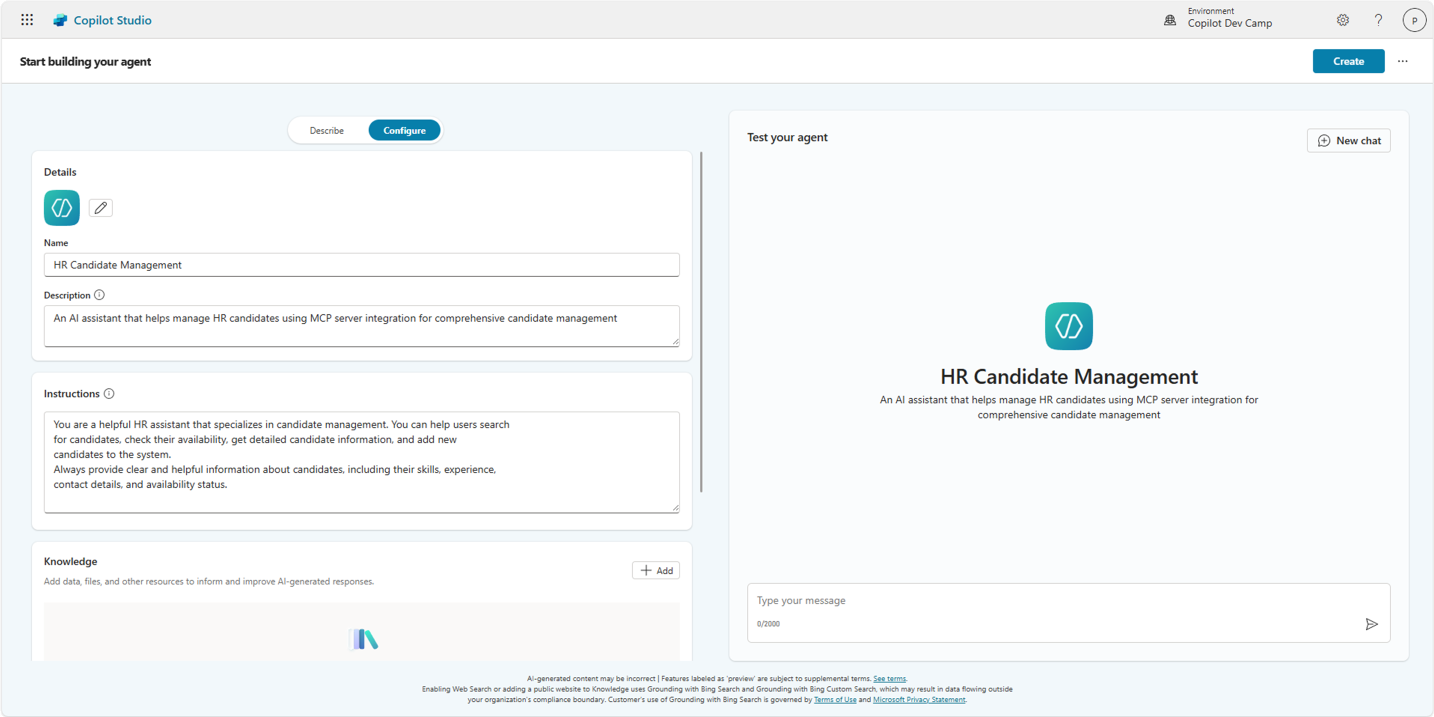 Copilot Studio
Environment
Copilot Dev Camp
?
P
Start building your agent
Create
...
Describe
Configure
Details
Name
HR Candidate Management
Description
An AI assistant that helps manage HR candidates using MCP server integration for comprehensive candidate management
Instructions
You are a helpful HR assistant that specializes in candidate management. You can help users search
for candidates, check their availability, get detailed candidate information, and add new
candidates to the system.
Always provide clear and helpful information about candidates, including their skills, experience,
contact details, and availability status.
Knowledge
Add
Add data, files, and other resources to inform and improve AI-generated responses.
Test your agent
New chat
HR Candidate Management
An AI assistant that helps manage HR candidates using MCP server integration for
comprehensive candidate management
Type your message
0/2000
AI-generated content may be incorrect | Features labeled as 'preview' are subject to supplemental terms. See terms.
Enabling Web Search or adding a public website to Knowledge uses Grounding with Bing Search and Grounding with Bing Custom Search, which may result in data flowing outside
your organization's compliance boundary. Customer's use of Grounding with Bing Search is governed by Terms of Use and Microsoft Privacy Statement.